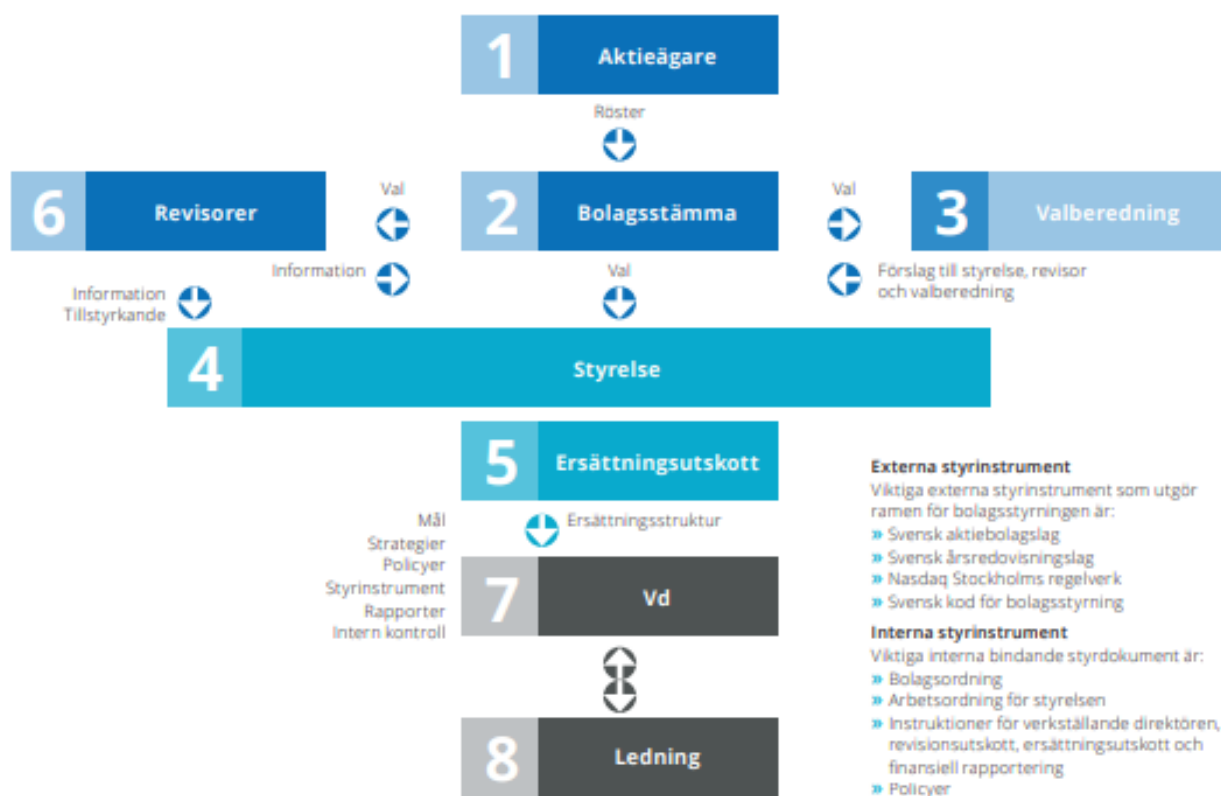 1 Aktieägare
Röster
6 Revisorer
Val
2 Bolagsstämma
Val
3 Valberedning
Information
Val
Förslag till styrelse, revisor
och valberedning
Information
Tillstyrkande
4 Styrelse
5 Ersättningsutskott
Ersättningsstruktur
Mål
Strategier
Policyer
Styrinstrument
Rapporter
Intern kontroll
7 Vd
8 Ledning
Externa styrinstrument
Viktiga externa styrinstrument som utgör
ramen för bolagsstyrningen är:
» Svensk aktiebolagslag
» Svensk årsredovisningslag
» Nasdaq Stockholms regelverk
» Svensk kod för bolagsstyrning
Interna styrinstrument
Viktiga interna bindande styrdokument är:
» Bolagsordning
» Arbetsordning för styrelsen
» Instruktioner för verkställande direktören,
revisionsutskott, ersättningsutskott och
finansiell rapportering
» Policyer